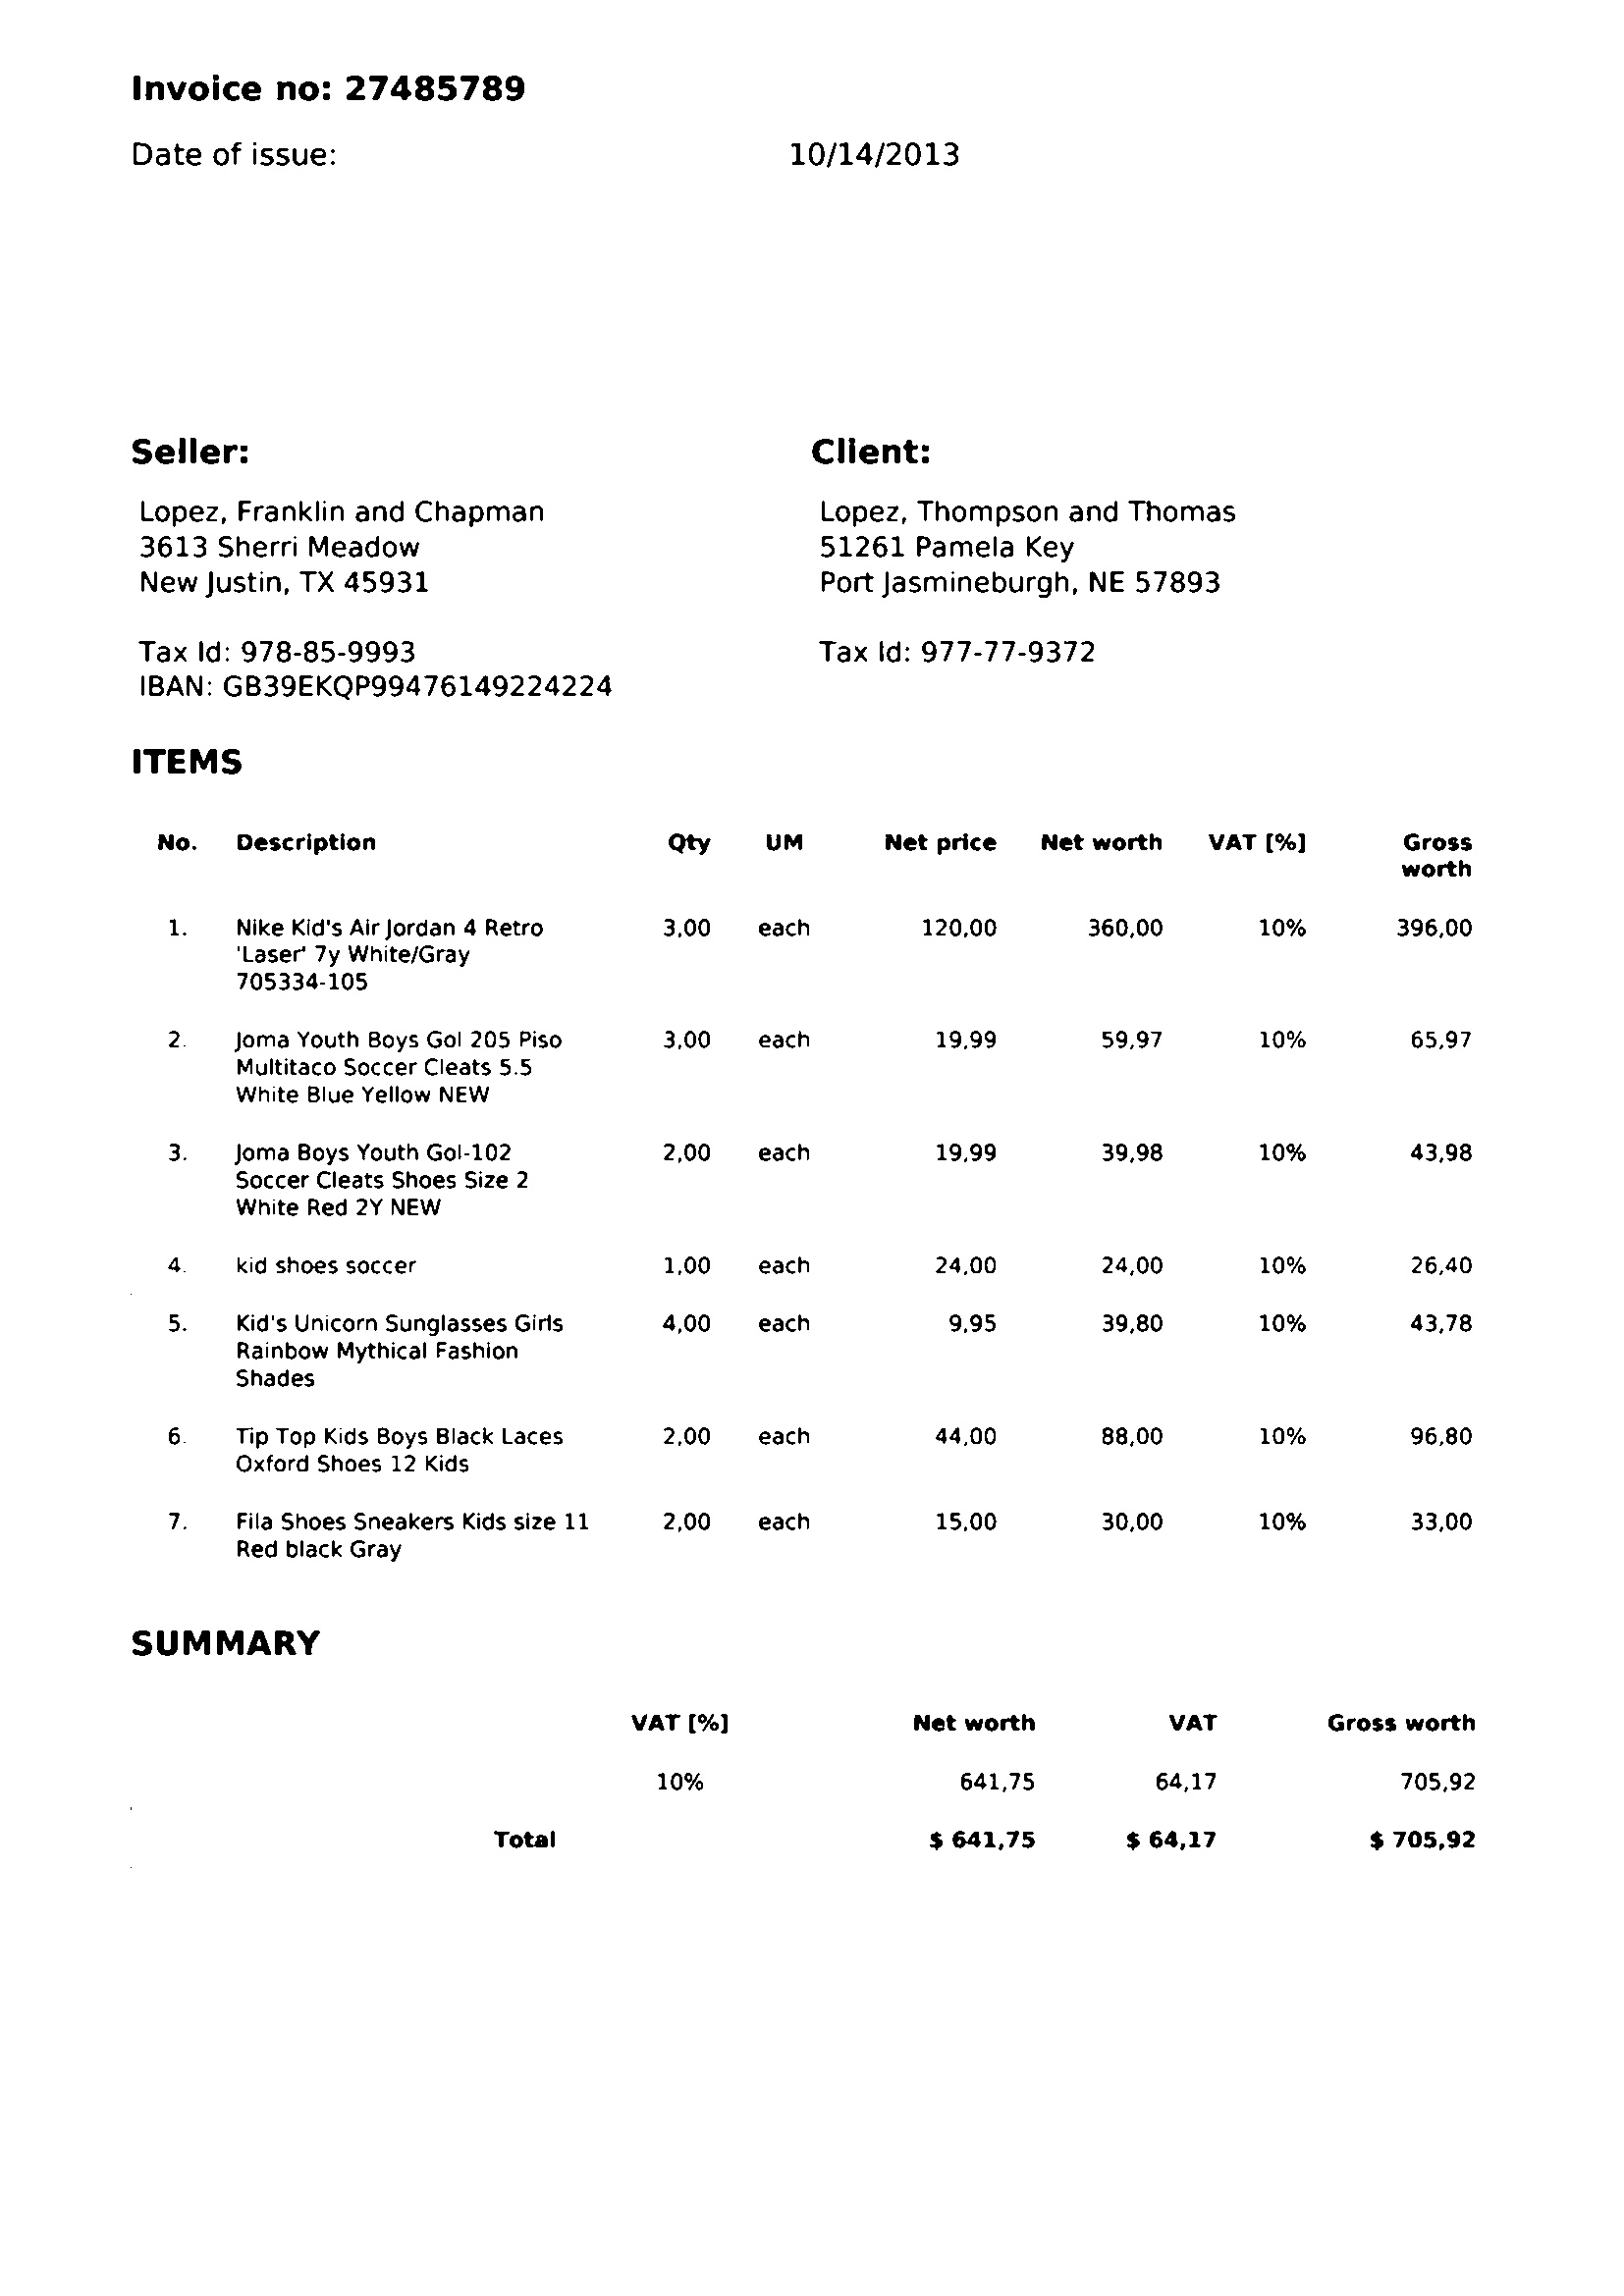 Invoice no: 27485789
Date of issue: 10/14/2013
Seller: Client:
Lopez, Franklin and Chapman Lopez, Thompson and Thomas
3613 Sherri Meadow 51261 Pamela Key
New Justin, TX 45931 Port Jasmineburgh, NE 57893
Tax Id: 978-85-9993 Tax Id: 977-77-9372
IBAN: GB39EKQP99476149224224
ITEMS
No. Description Qty UM Net price Net worth VAT [%] Gross
worth
1. Nike Kid's Air Jordan 4 Retro 3,00 each 120,00 360,00 10% 396,00
'Laser' 7y White/Gray
705334-105
2. Joma Youth Boys Gol 205 Piso 3,00 each 19,99 59,97 10% 65,97
Multitaco Soccer Cleats 5.5
White Blue Yellow NEW
3. Joma Boys Youth Gol-102 2,00 each 19,99 39,98 10% 43,98
Soccer Cleats Shoes Size 2
White Red 2Y NEW
4. kid shoes soccer 1,00 each 24,00 24,00 10% 26,40
5. Kid's Unicorn Sunglasses Girls 4,00 each 9,95 39,80 10% 43,78
Rainbow Mythical Fashion
Shades
6. Tip Top Kids Boys Black Laces 2,00 each 44,00 88,00 10% 96,80
Oxford Shoes 12 Kids
7. Fila Shoes Sneakers Kids size 11 2,00 each 15,00 30,00 10% 33,00
Red black Gray
SUMMARY
VAT [%] Net worth VAT Gross worth
10% 641,75 64,17 705,92
Total $ 641,75 $ 64,17 $ 705,92